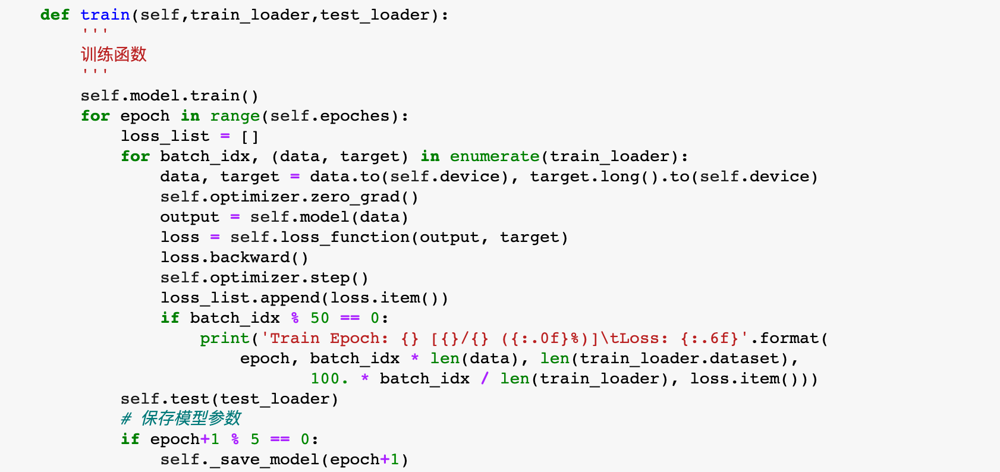 def train(self,train_loader,test_loader):
    '''
    训练函数
    '''
    self.model.train()
    for epoch in range(self.epoches):
        loss_list = []
        for batch_idx, (data, target) in enumerate(train_loader):
            data, target = data.to(self.device), target.long().to(self.device)
            self.optimizer.zero_grad()
            output = self.model(data)
            loss = self.loss_function(output, target)
            loss.backward()
            self.optimizer.step()
            loss_list.append(loss.item())
            if batch_idx % 50 == 0:
                print('Train Epoch: {} [{}/{} ({:.0f}%)]\tLoss: {:.6f}'.format(
                    epoch, batch_idx * len(data), len(train_loader.dataset),
                           100. * batch_idx / len(train_loader), loss.item()))
        self.test(test_loader)
        # 保存模型参数
        if epoch+1 % 5 == 0:
            self._save_model(epoch+1)